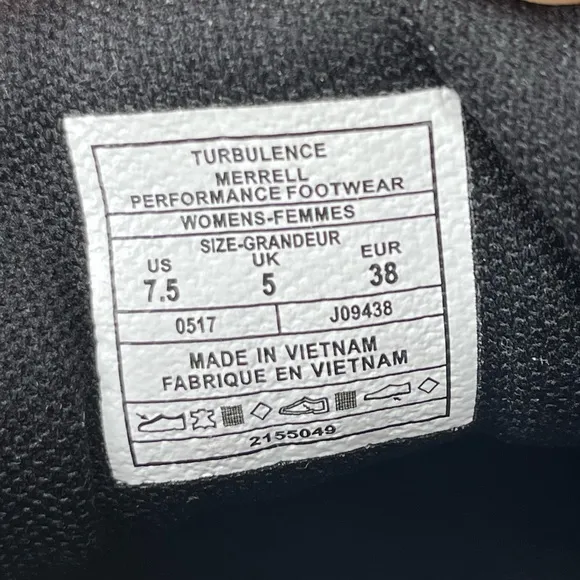 TURBULENCE
MERRELL
PERFORMANCE FOOTWEAR
WOMENS-FEMMES
SIZE-GRANDEUR
US UK EUR
7.5 5 38
0517 J09438
MADE IN VIETNAM
FABRIQUE EN VIETNAM
2155049